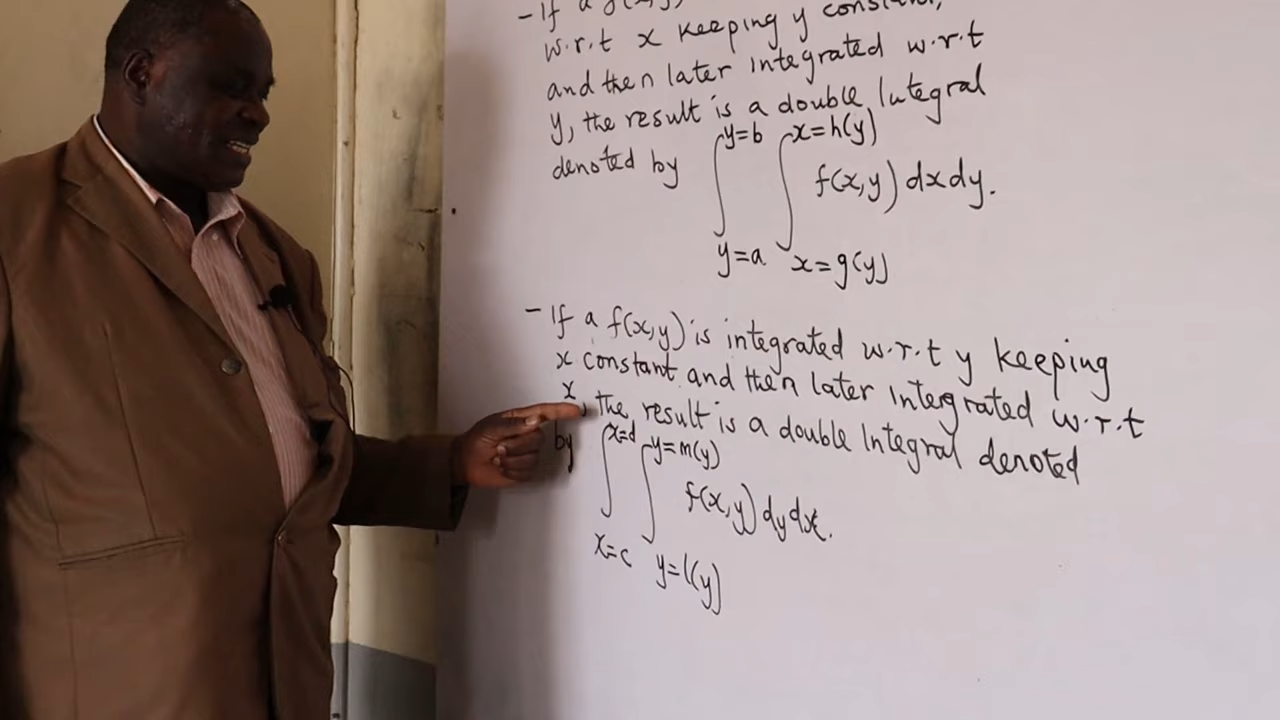 - If a f(x,y)
w.r.t x keeping y constant,
and then later integrated w.r.t
y, the result is a double Integral
denoted by ∫_{y=a}^{y=b} ∫_{x=g(y)}^{x=h(y)} f(x,y) dxdy.
- If a f(x,y) is integrated w.r.t y keeping
x constant and then later Integrated w.r.t
x, the result is a double Integral denoted
by ∫_{x=c}^{x=d} ∫_{y=l(y)}^{y=m(y)} f(x,y) dydx.